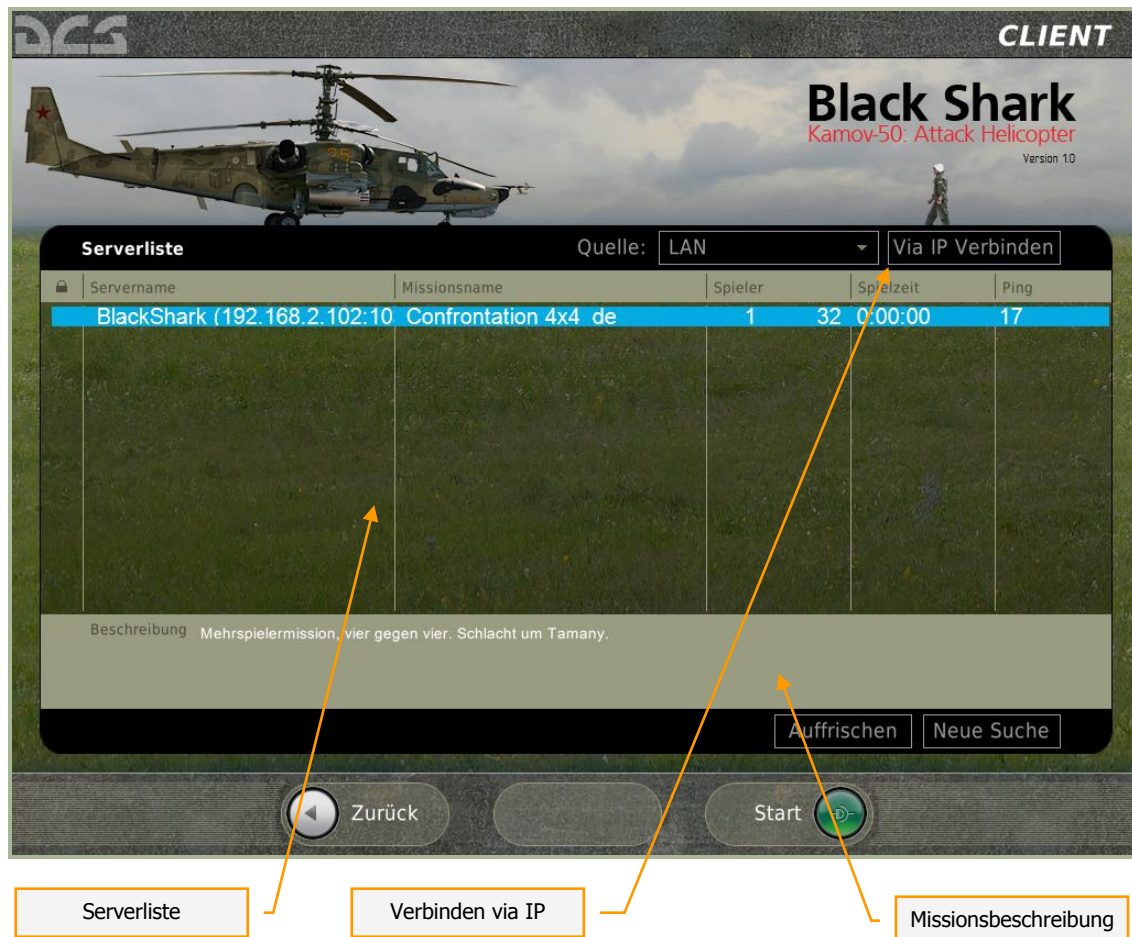 DCS
CLIENT
Black Shark
Kamov-50: Attack Helicopter
Version 1.0
25
Serverliste Quelle: LAN Via IP Verbinden
Servername Missionsname Spieler Spielzeit Ping
BlackShark (192.168.2.102:10 Confrontation 4x4 de 1 32 0:00:00 17
Beschreibung Mehrspielermission, vier gegen vier. Schlacht um Tamany.
Auffrischen Neue Suche
Zurück Start
Serverliste Verbinden via IP Missionsbeschreibung